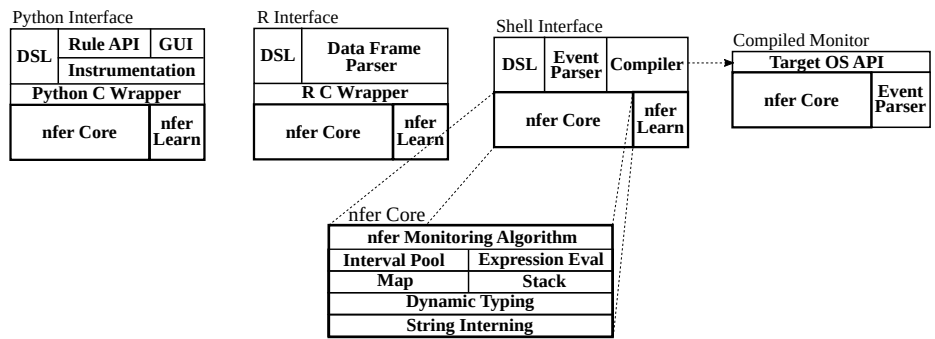 Python Interface
DSL
Rule API
GUI
Instrumentation
Python C Wrapper
nfer Core
nfer
Learn
R Interface
DSL
Data Frame
Parser
R C Wrapper
nfer Core
nfer
Learn
Shell Interface
DSL
Event
Parser
Compiler
nfer Core
nfer
Learn
Compiled Monitor
Target OS API
nfer Core
Event
Parser
nfer Core
nfer Monitoring Algorithm
Interval Pool
Expression Eval
Map
Stack
Dynamic Typing
String Interning